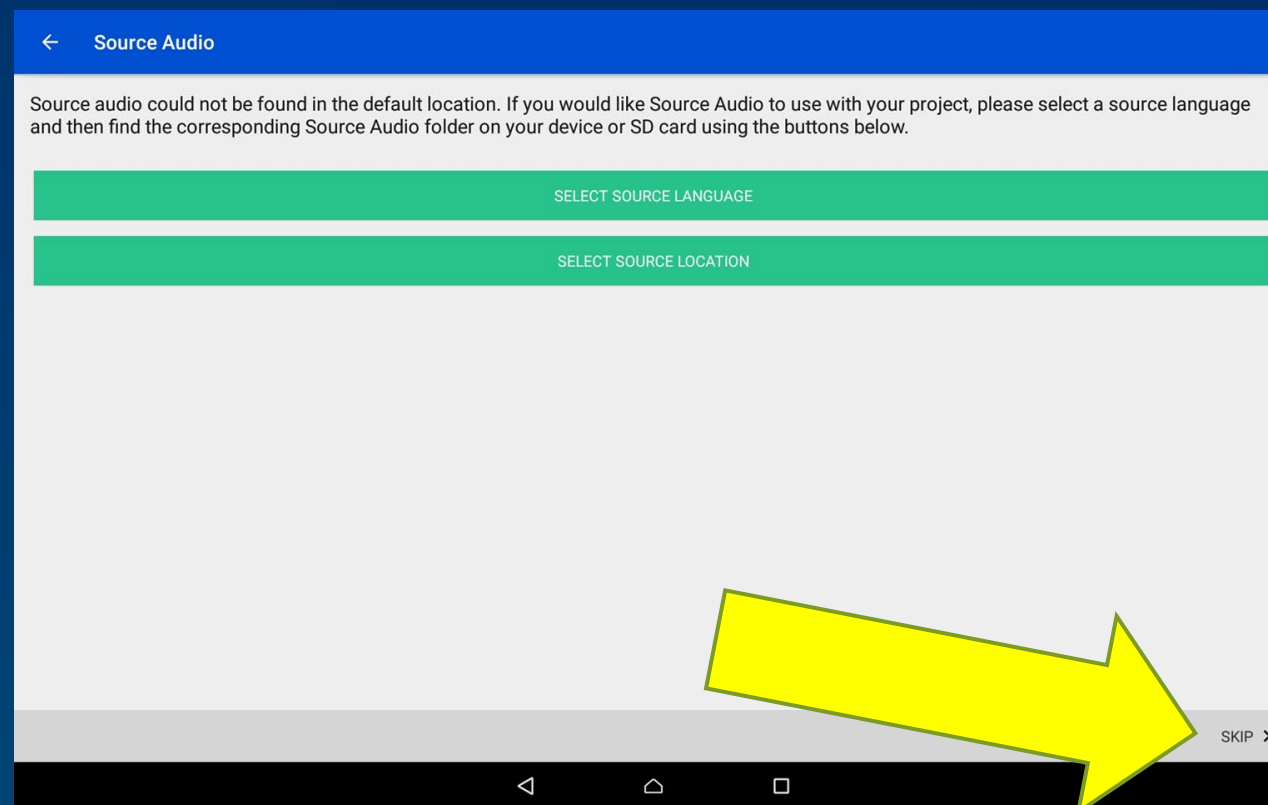 Source Audio
Source audio could not be found in the default location. If you would like Source Audio to use with your project, please select a source language
and then find the corresponding Source Audio folder on your device or SD card using the buttons below.
SELECT SOURCE LANGUAGE
SELECT SOURCE LOCATION
SKIP